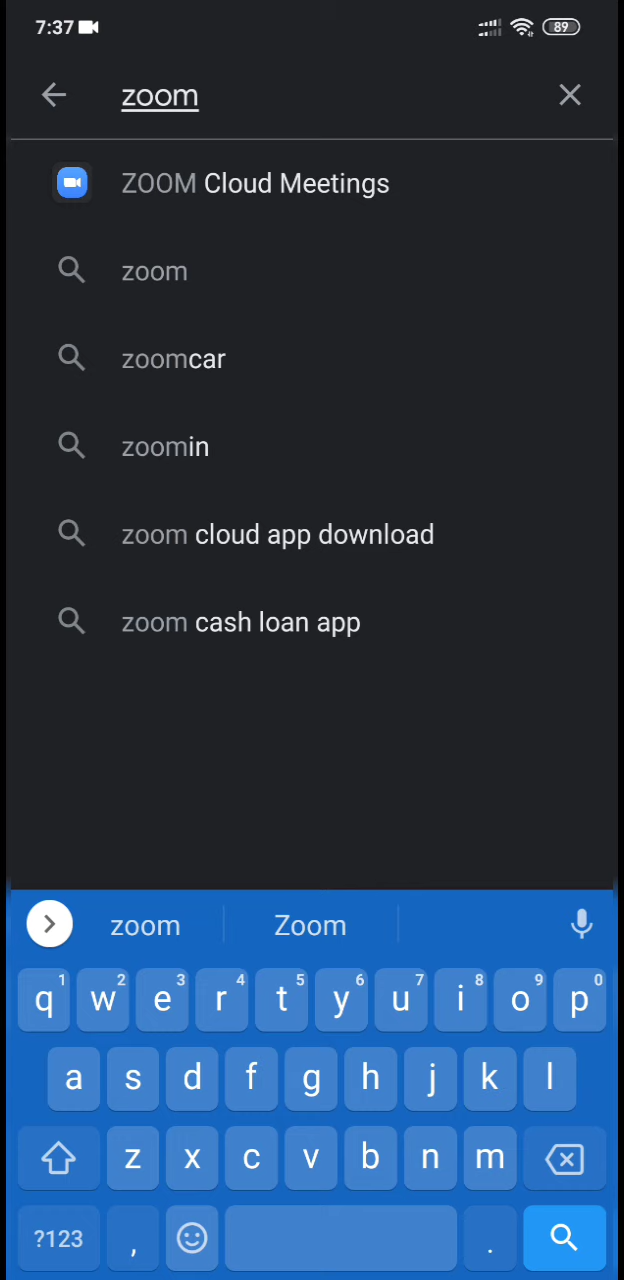 7:37 89
zoom
ZOOM Cloud Meetings
zoom
zoomcar
zoomin
zoom cloud app download
zoom cash loan app
zoom Zoom
1 2 3 4 5 6 7 8 9 0
q w e r t y u i o p
a s d f g h j k l
z x c v b n m
?123 , .